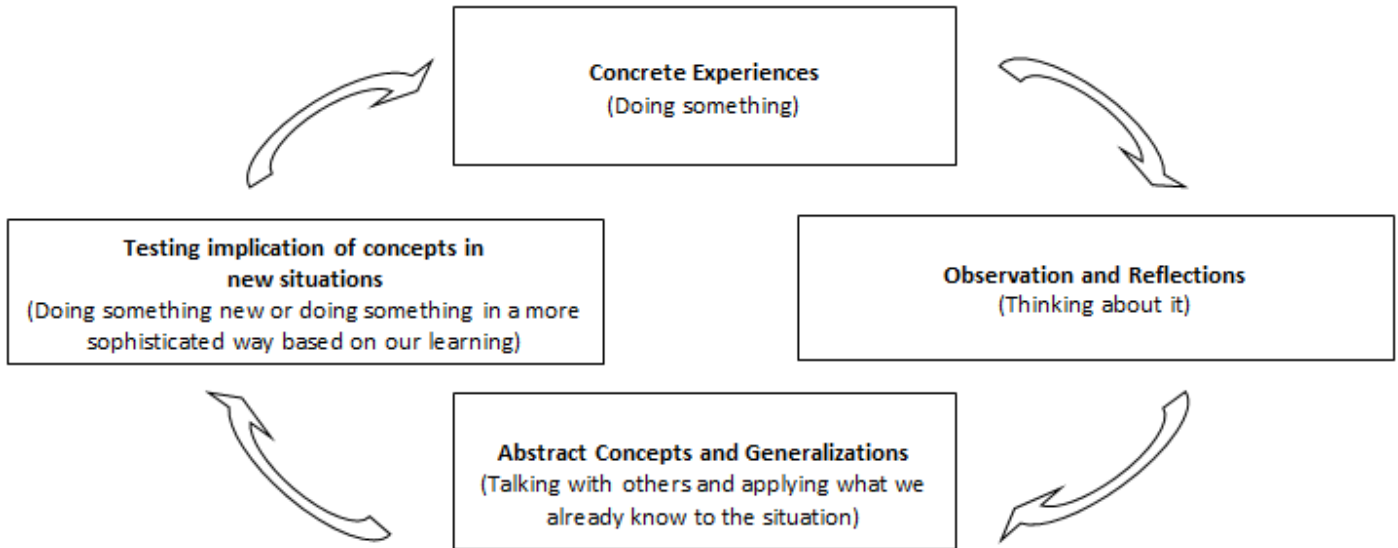 Concrete Experiences
(Doing something)
Testing implication of concepts in
new situations
(Doing something new or doing something in a more
sophisticated way based on our learning)
Observation and Reflections
(Thinking about it)
Abstract Concepts and Generalizations
(Talking with others and applying what we
already know to the situation)